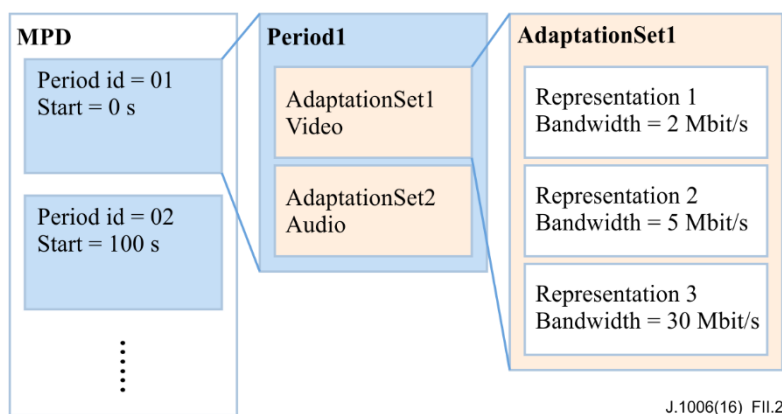 MPD
Period id = 01
Start = 0 s
Period id = 02
Start = 100 s
Period1
AdaptationSet1
Video
AdaptationSet2
Audio
AdaptationSet1
Representation 1
Bandwidth = 2 Mbit/s
Representation 2
Bandwidth = 5 Mbit/s
Representation 3
Bandwidth = 30 Mbit/s
J.1006(16)_FII.2